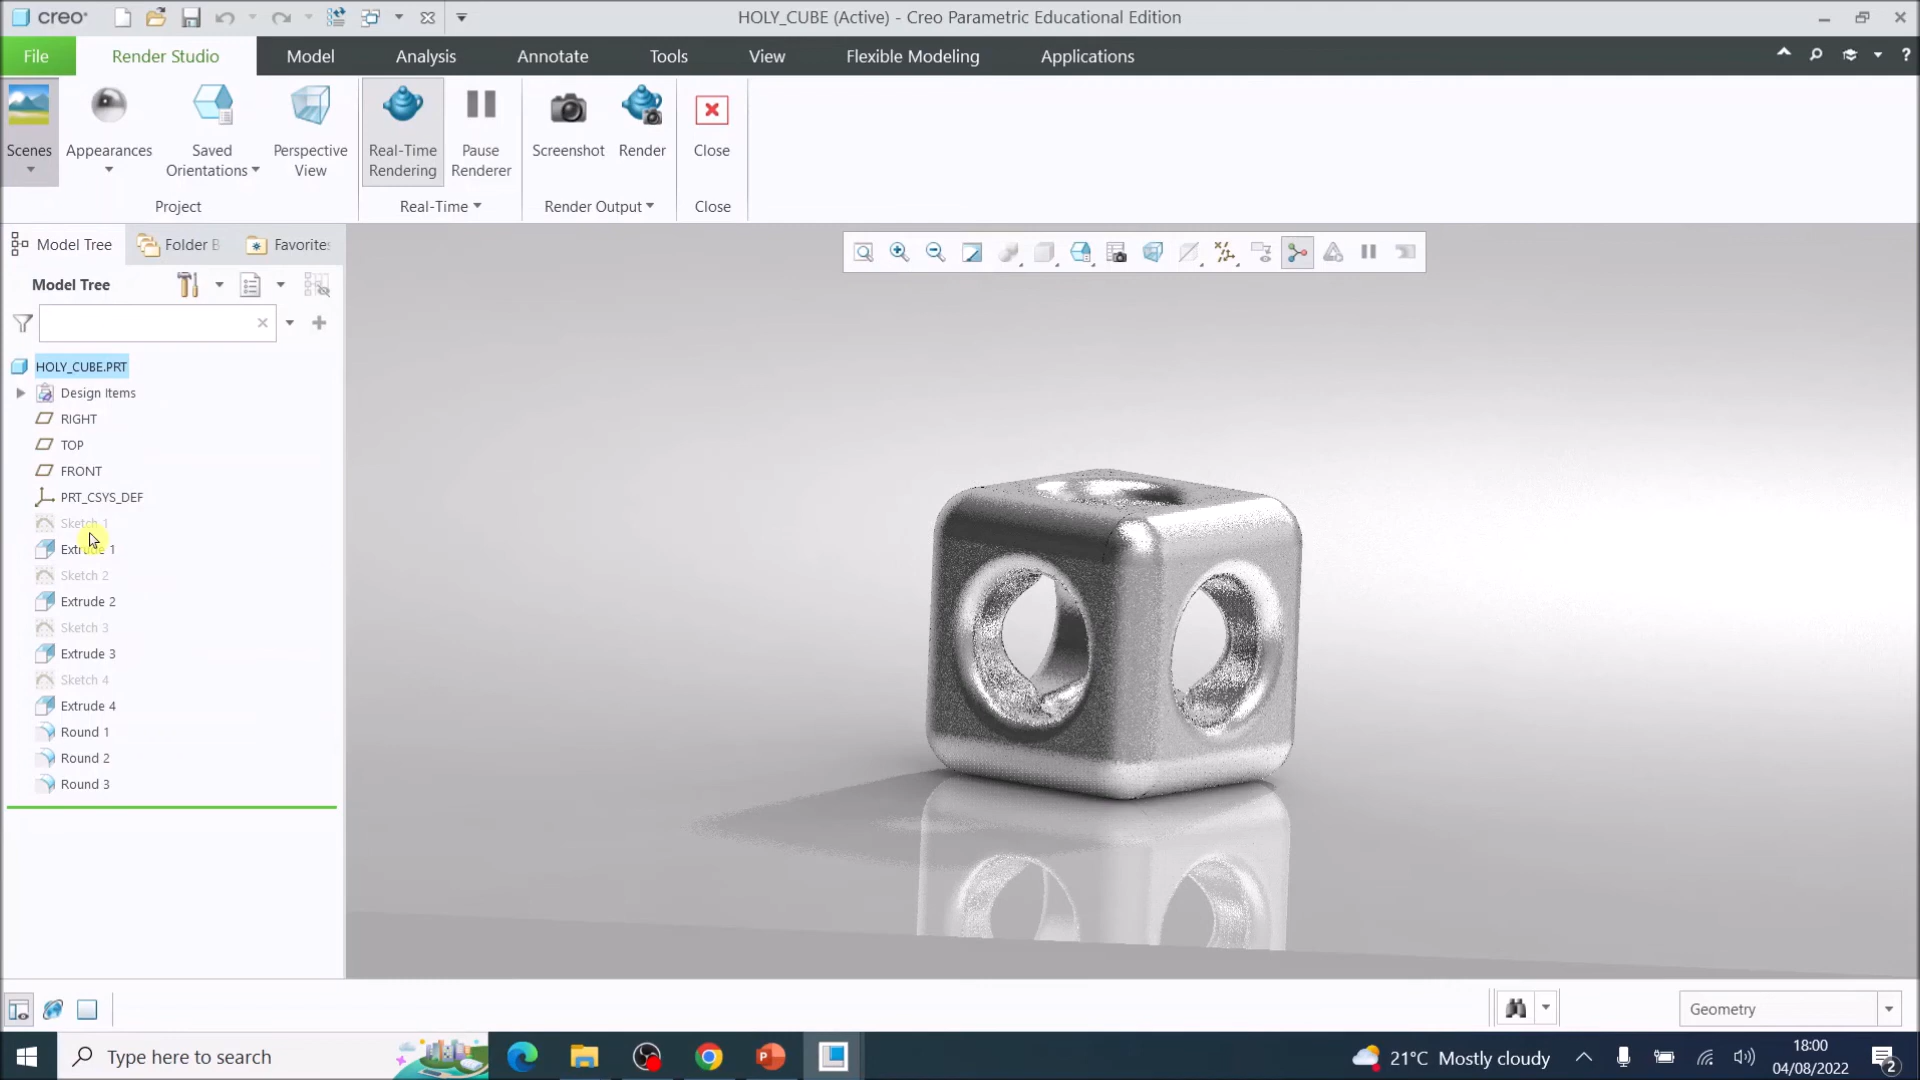 creo HOLY_CUBE (Active) - Creo Parametric Educational Edition
File Render Studio Model Analysis Annotate Tools View Flexible Modeling Applications ?
Scenes Appearances Saved Orientations Perspective View Real-Time Rendering Pause Renderer Screenshot Render Close
Project Real-Time Render Output Close
Model Tree Folder B Favorite
Model Tree
HOLY_CUBE.PRT
Design Items
RIGHT
TOP
FRONT
PRT_CSYS_DEF
Sketch 1
Extrude 1
Sketch 2
Extrude 2
Sketch 3
Extrude 3
Sketch 4
Extrude 4
Round 1
Round 2
Round 3
Geometry
Type here to search 21°C Mostly cloudy 18:00
04/08/2022 2